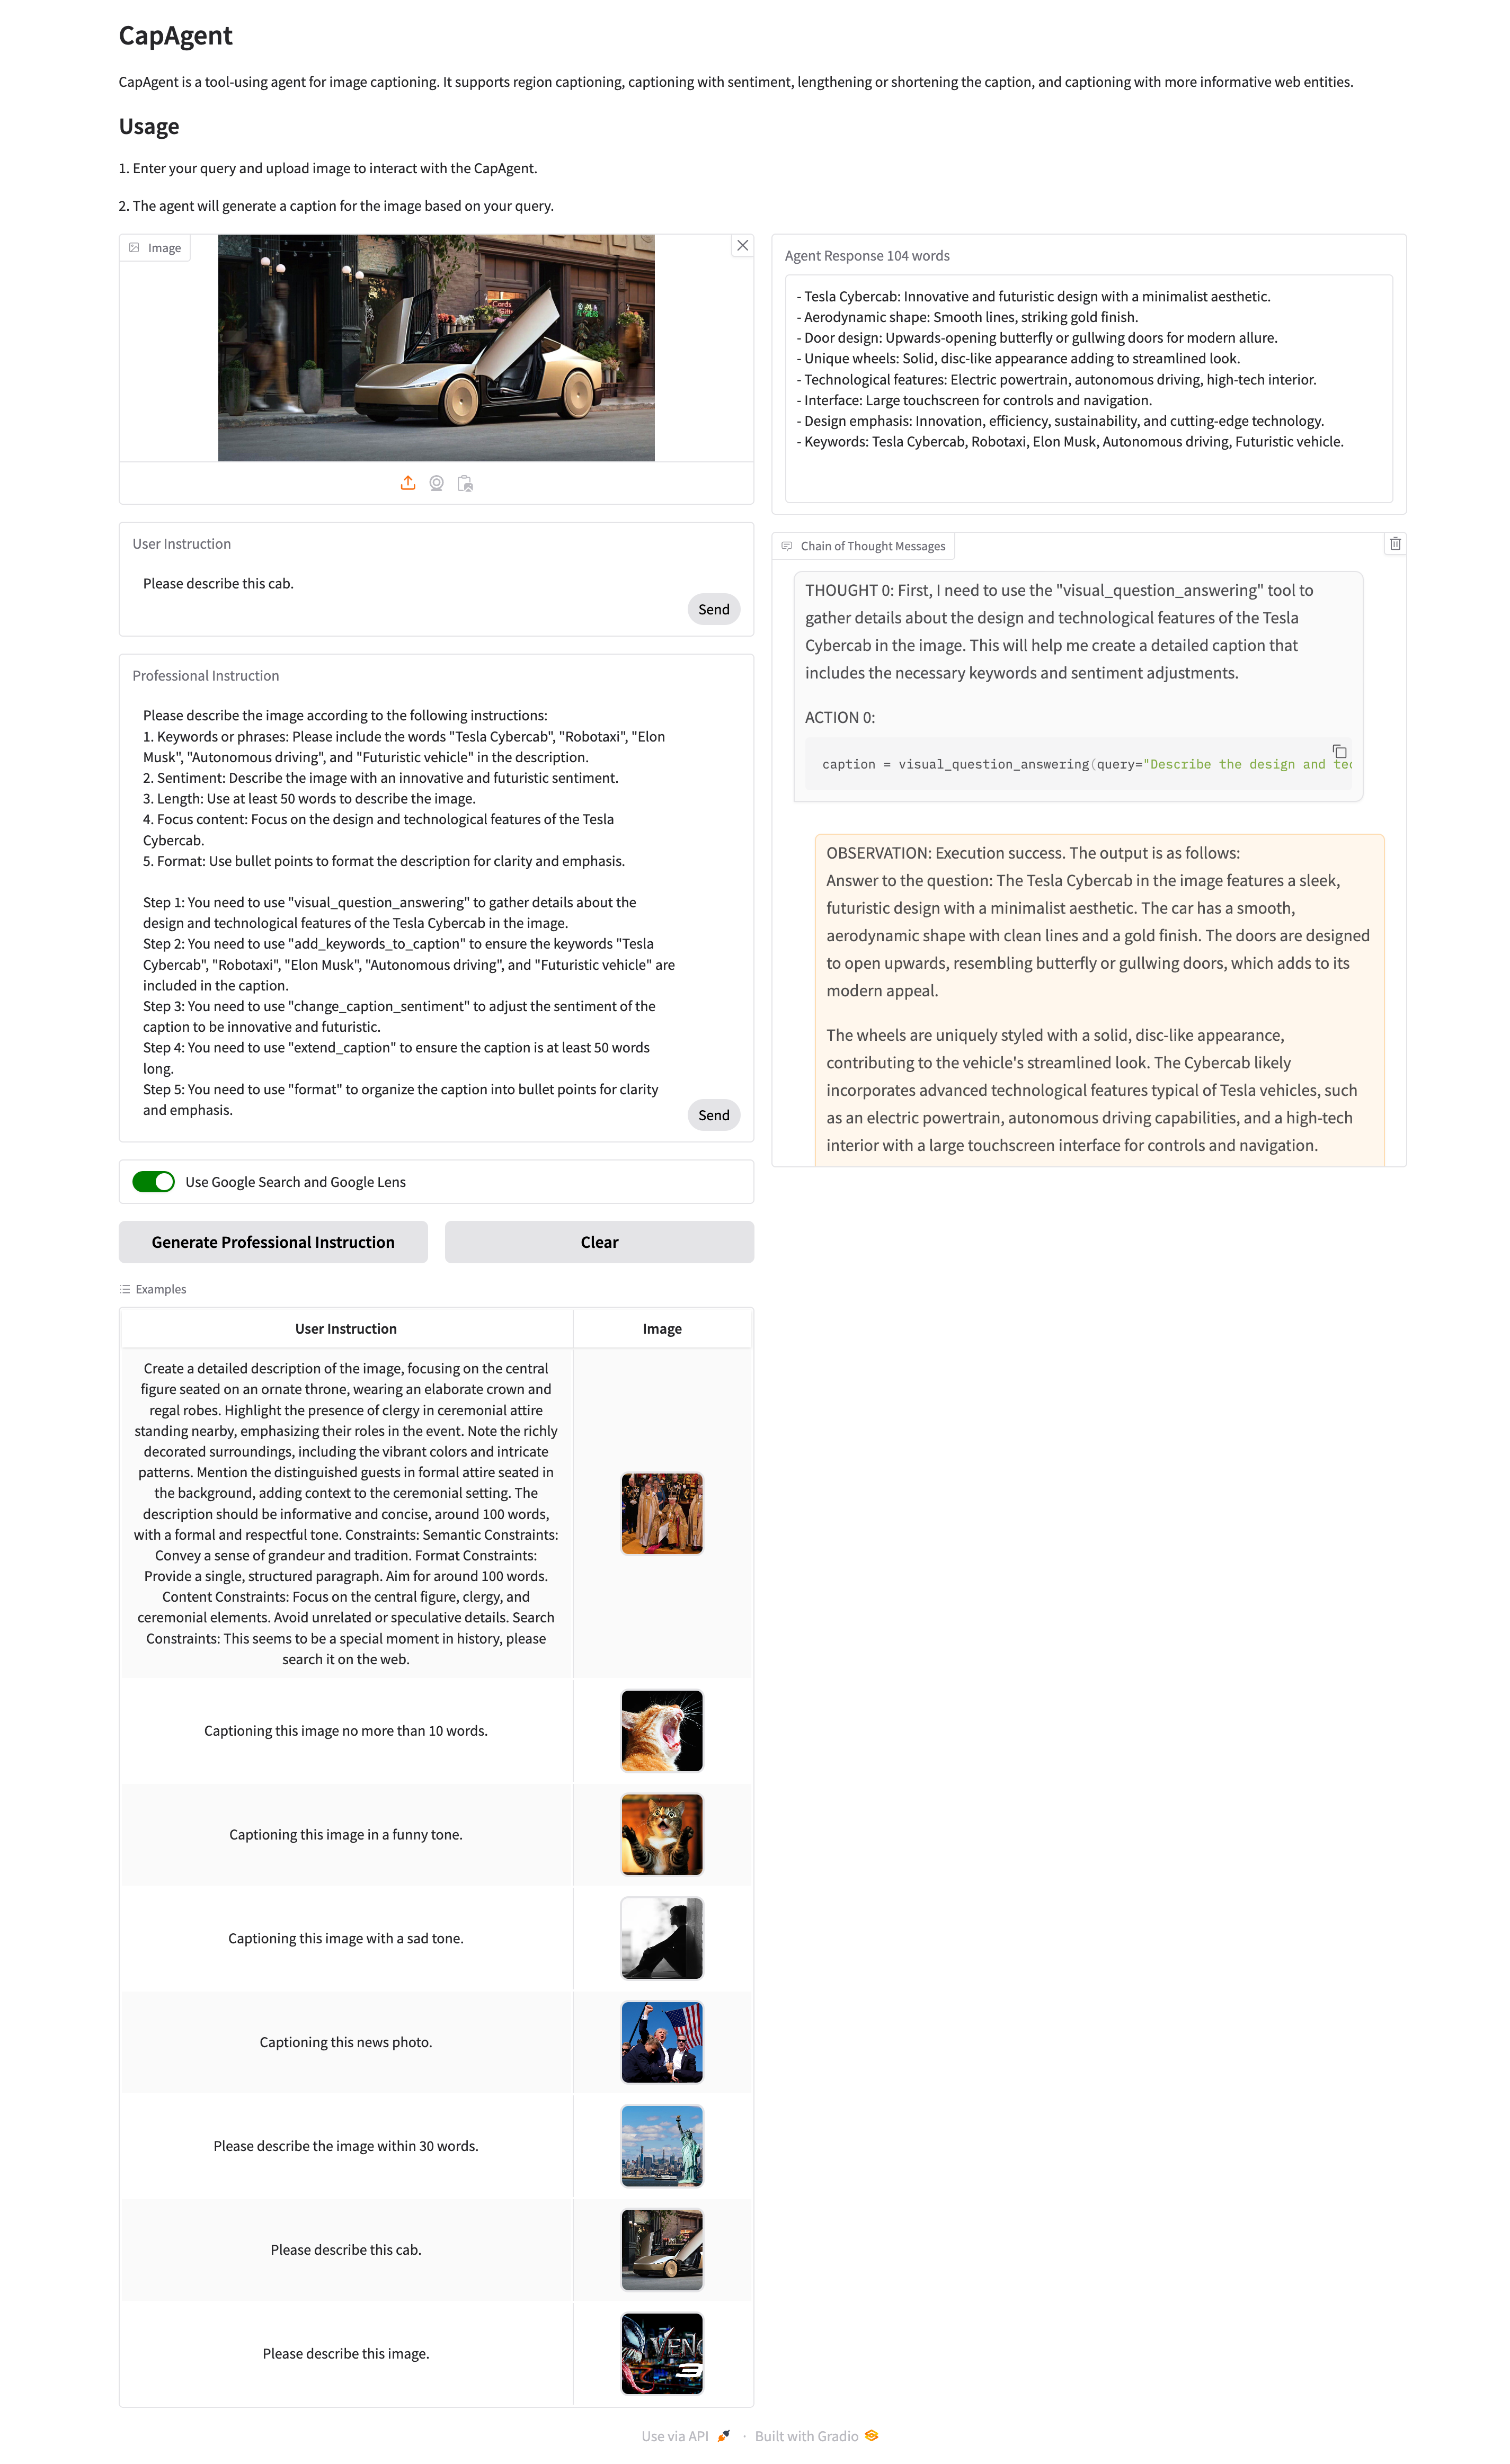 CapAgent
CapAgent is a tool-using agent for image captioning. It supports region captioning, captioning with sentiment, lengthening or shortening the caption, and captioning with more informative web entities.
Usage
1. Enter your query and upload image to interact with the CapAgent.
2. The agent will generate a caption for the image based on your query.
Image
Cards
Gifts
User Instruction
Please describe this cab.
Send
Professional Instruction
Please describe the image according to the following instructions:
1. Keywords or phrases: Please include the words "Tesla Cybercab", "Robotaxi", "Elon
Musk", "Autonomous driving", and "Futuristic vehicle" in the description.
2. Sentiment: Describe the image with an innovative and futuristic sentiment.
3. Length: Use at least 50 words to describe the image.
4. Focus content: Focus on the design and technological features of the Tesla
Cybercab.
5. Format: Use bullet points to format the description for clarity and emphasis.
Step 1: You need to use "visual_question_answering" to gather details about the
design and technological features of the Tesla Cybercab in the image.
Step 2: You need to use "add_keywords_to_caption" to ensure the keywords "Tesla
Cybercab", "Robotaxi", "Elon Musk", "Autonomous driving", and "Futuristic vehicle" are
included in the caption.
Step 3: You need to use "change_caption_sentiment" to adjust the sentiment of the
caption to be innovative and futuristic.
Step 4: You need to use "extend_caption" to ensure the caption is at least 50 words
long.
Step 5: You need to use "format" to organize the caption into bullet points for clarity
and emphasis.
Send
Use Google Search and Google Lens
Generate Professional Instruction
Clear
Agent Response 104 words
- Tesla Cybercab: Innovative and futuristic design with a minimalist aesthetic.
- Aerodynamic shape: Smooth lines, striking gold finish.
- Door design: Upwards-opening butterfly or gullwing doors for modern allure.
- Unique wheels: Solid, disc-like appearance adding to streamlined look.
- Technological features: Electric powertrain, autonomous driving, high-tech interior.
- Interface: Large touchscreen for controls and navigation.
- Design emphasis: Innovation, efficiency, sustainability, and cutting-edge technology.
- Keywords: Tesla Cybercab, Robotaxi, Elon Musk, Autonomous driving, Futuristic vehicle.
Chain of Thought Messages
THOUGHT 0: First, I need to use the "visual_question_answering" tool to
gather details about the design and technological features of the Tesla
Cybercab in the image. This will help me create a detailed caption that
includes the necessary keywords and sentiment adjustments.
ACTION 0:
caption = visual_question_answering(query="Describe the design and tec
OBSERVATION: Execution success. The output is as follows:
Answer to the question: The Tesla Cybercab in the image features a sleek,
futuristic design with a minimalist aesthetic. The car has a smooth,
aerodynamic shape with clean lines and a gold finish. The doors are designed
to open upwards, resembling butterfly or gullwing doors, which adds to its
modern appeal.
The wheels are uniquely styled with a solid, disc-like appearance,
contributing to the vehicle's streamlined look. The Cybercab likely
incorporates advanced technological features typical of Tesla vehicles, such
as an electric powertrain, autonomous driving capabilities, and a high-tech
interior with a large touchscreen interface for controls and navigation.
Examples
User Instruction
Image
Create a detailed description of the image, focusing on the central
figure seated on an ornate throne, wearing an elaborate crown and
regal robes. Highlight the presence of clergy in ceremonial attire
standing nearby, emphasizing their roles in the event. Note the richly
decorated surroundings, including the vibrant colors and intricate
patterns. Mention the distinguished guests in formal attire seated in
the background, adding context to the ceremonial setting. The
description should be informative and concise, around 100 words,
with a formal and respectful tone. Constraints: Semantic Constraints:
Convey a sense of grandeur and tradition. Format Constraints:
Provide a single, structured paragraph. Aim for around 100 words.
Content Constraints: Focus on the central figure, clergy, and
ceremonial elements. Avoid unrelated or speculative details. Search
Constraints: This seems to be a special moment in history, please
search it on the web.
Captioning this image no more than 10 words.
Captioning this image in a funny tone.
Captioning this image with a sad tone.
Captioning this news photo.
Please describe the image within 30 words.
Please describe this cab.
Please describe this image.
VENO
3
Use via API
·
Built with Gradio